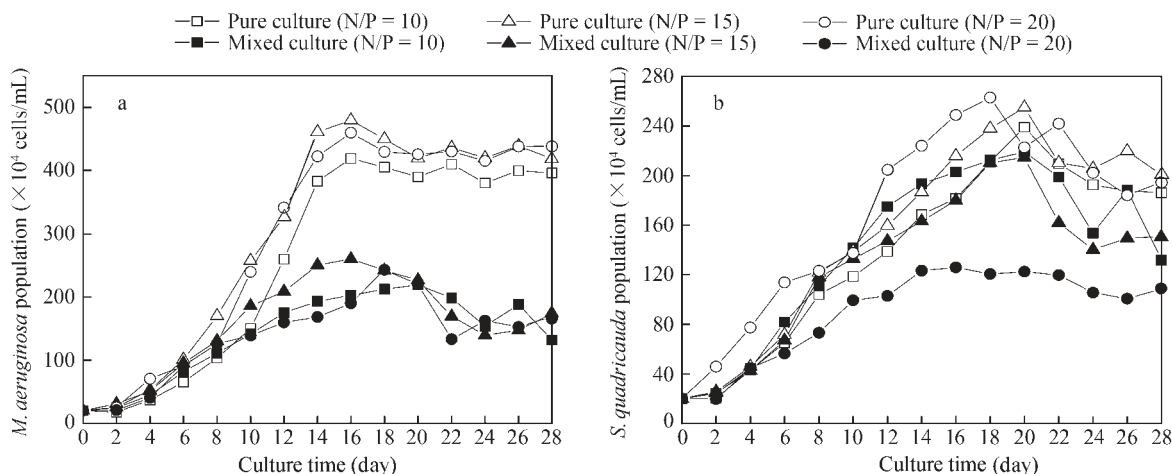 Pure culture (N/P = 10) Pure culture (N/P = 15) Pure culture (N/P = 20)
Mixed culture (N/P = 10) Mixed culture (N/P = 15) Mixed culture (N/P = 20)
a
500
400
300
200
100
0
M. aeruginosa population (×10⁴ cells/mL)
0 2 4 6 8 10 12 14 16 18 20 22 24 26 28
Culture time (day)
b
280
240
200
160
120
80
40
0
S. quadricauda population (×10⁴ cells/mL)
0 2 4 6 8 10 12 14 16 18 20 22 24 26 28
Culture time (day)